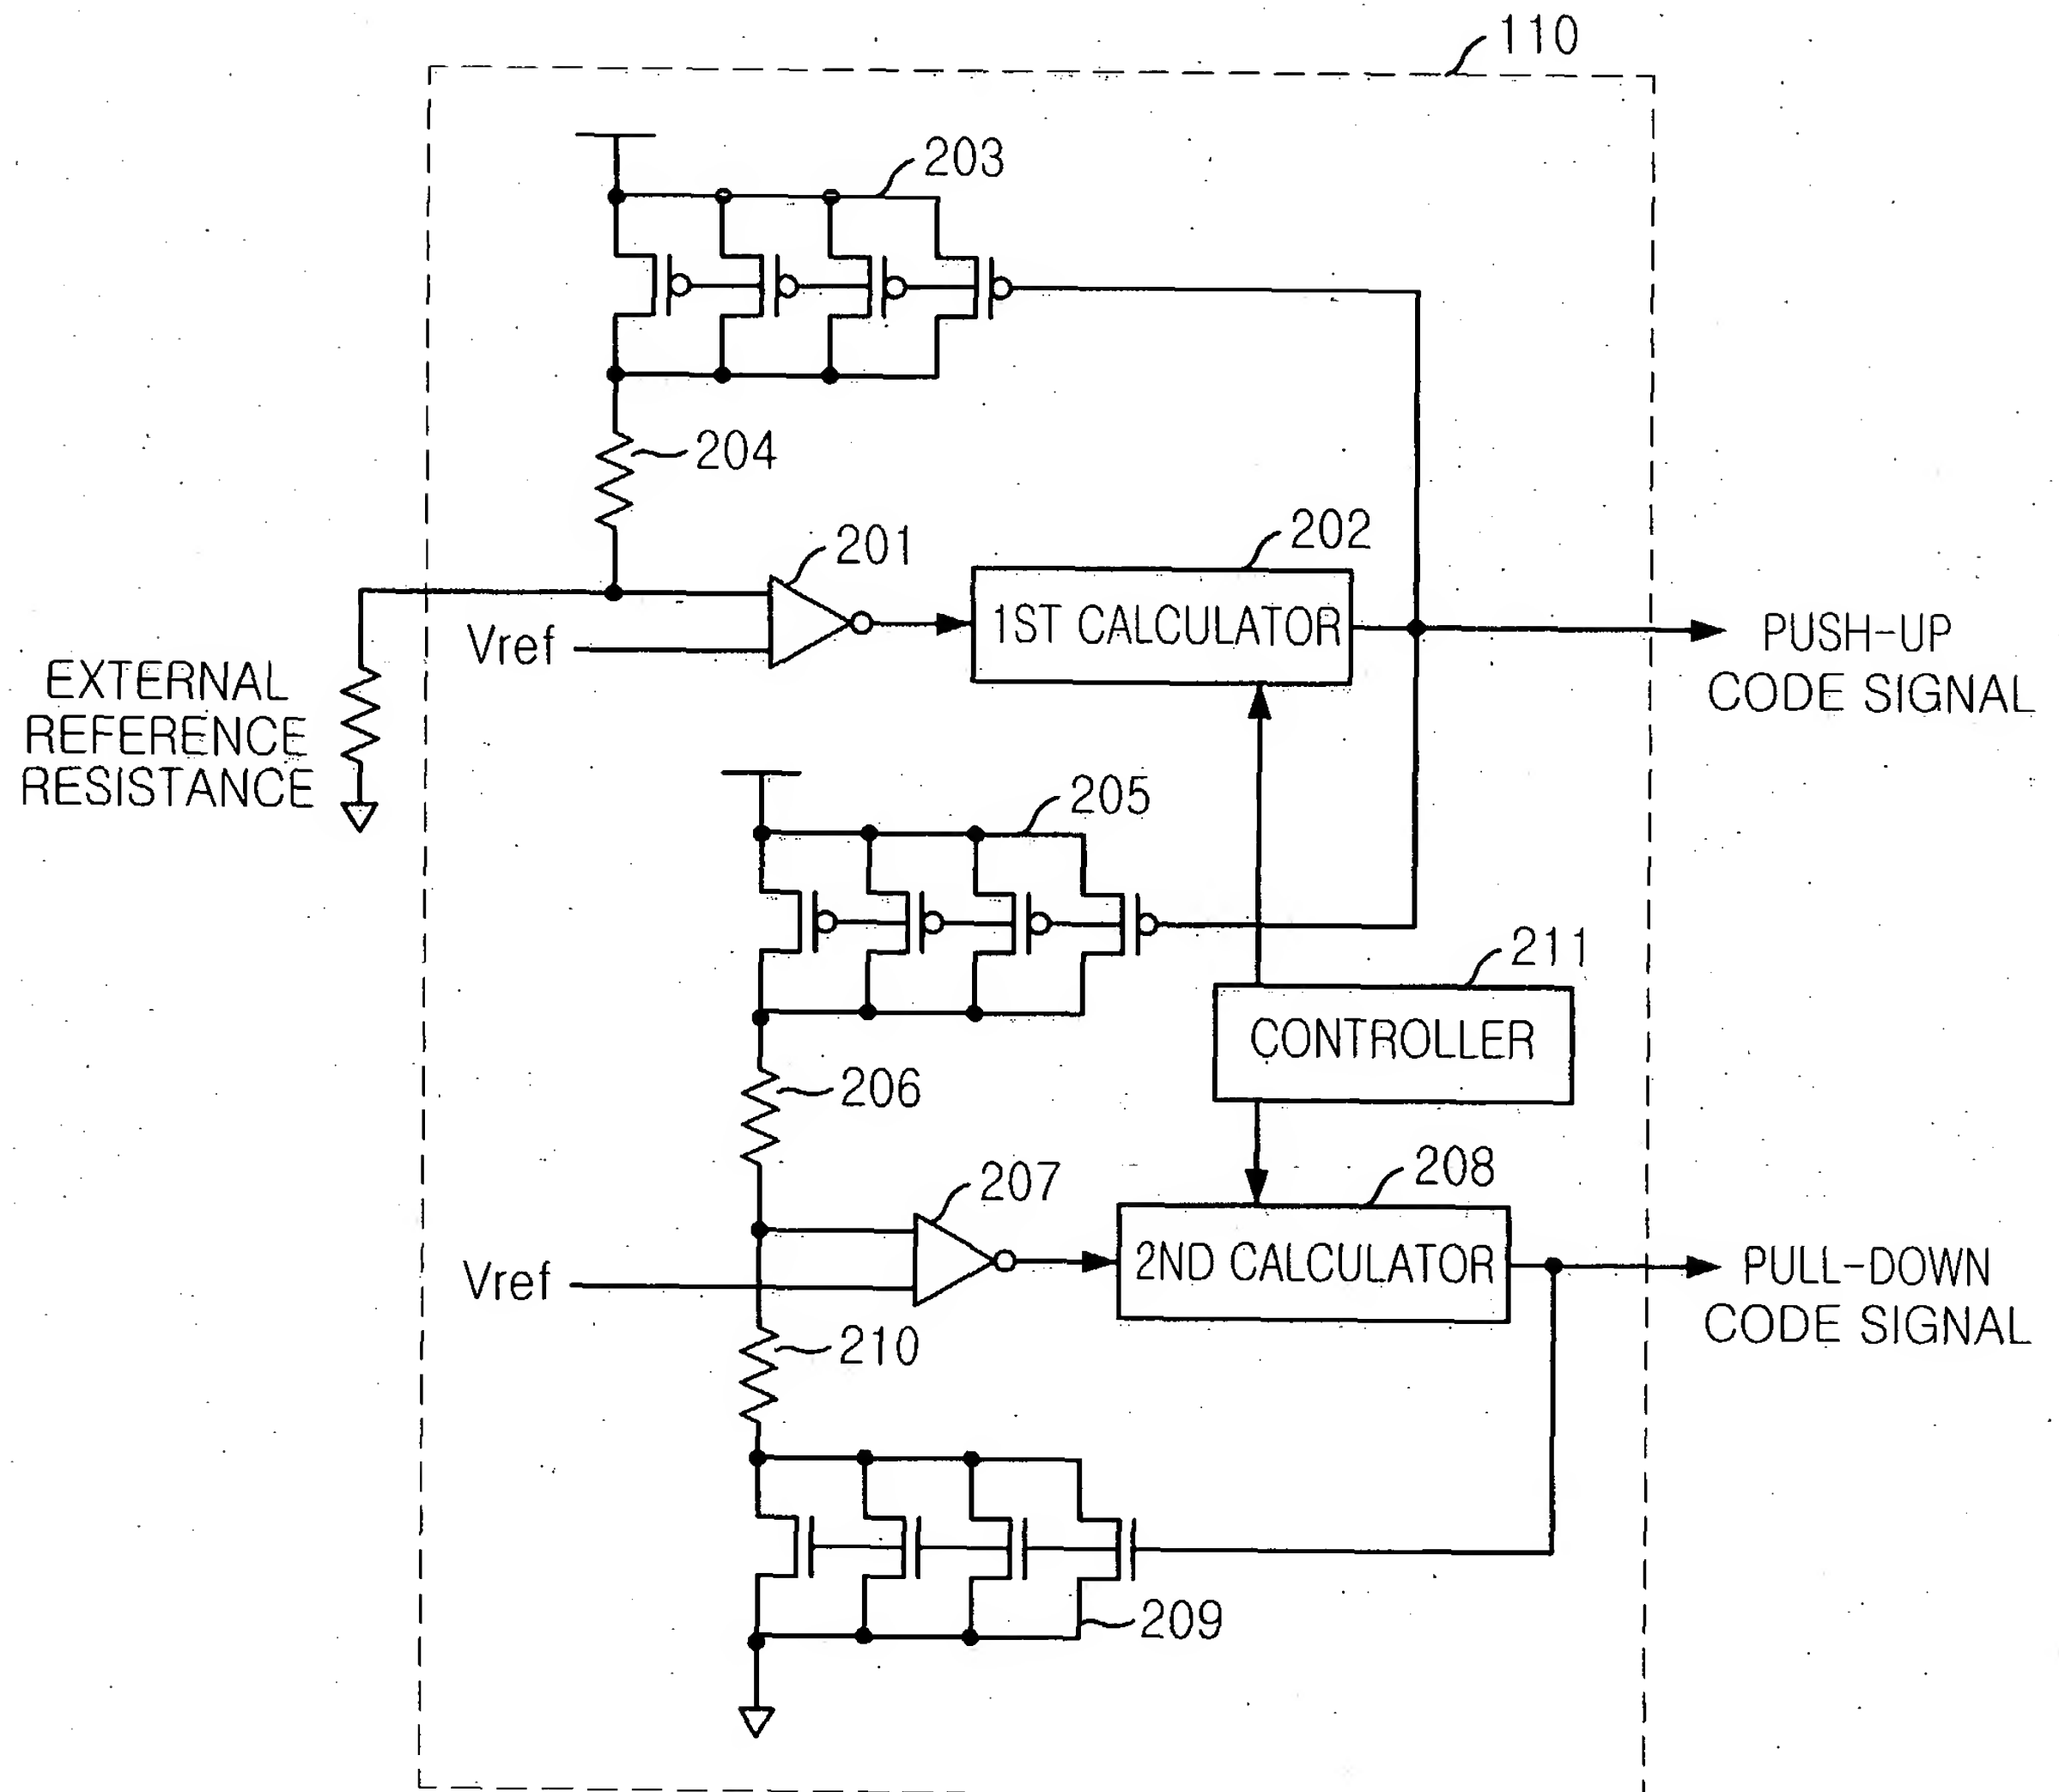 110
203
204
201
202
1ST CALCULATOR
Vref
PUSH-UP
CODE SIGNAL
EXTERNAL
REFERENCE
RESISTANCE
205
211
CONTROLLER
206
207
208
2ND CALCULATOR
Vref
PULL-DOWN
CODE SIGNAL
210
209